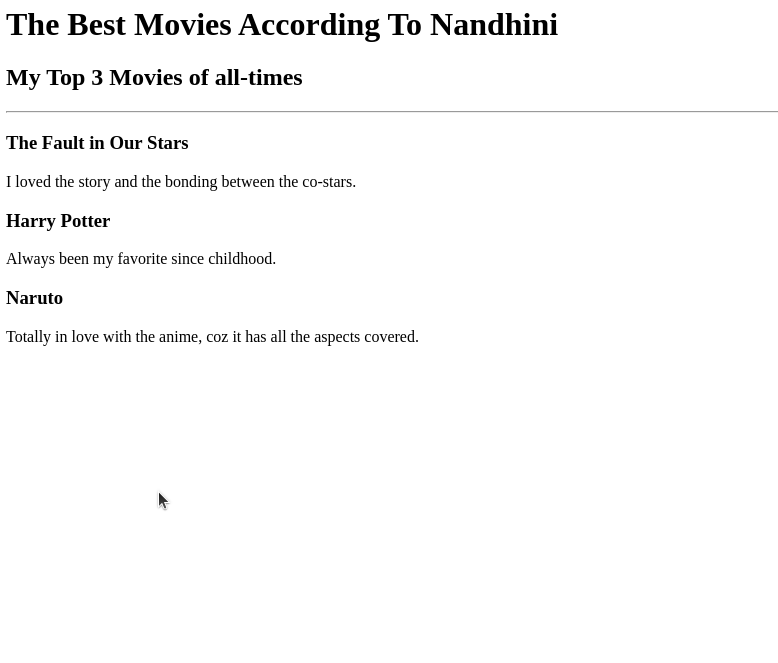 The Best Movies According To Nandhini
My Top 3 Movies of all-times
The Fault in Our Stars
I loved the story and the bonding between the co-stars.
Harry Potter
Always been my favorite since childhood.
Naruto
Totally in love with the anime, coz it has all the aspects covered.